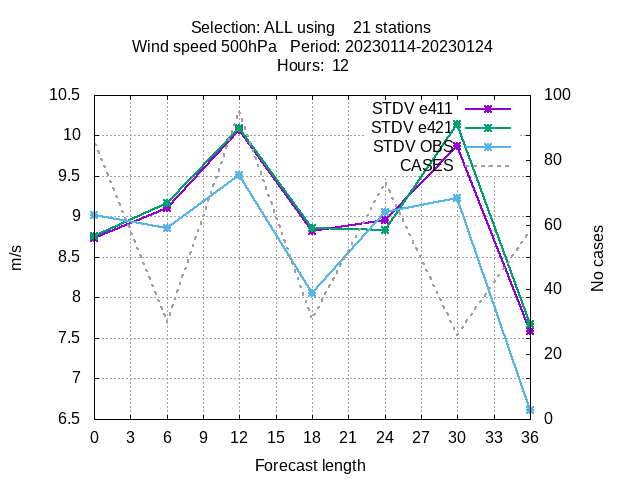 Selection: ALL using    21 stations
Wind speed 500hPa   Period: 20230114-20230124
Hours:  12
10.5
10
9.5
9
8.5
8
7.5
7
6.5
m/s
100
80
60
40
20
0
No cases
STDV e411
STDV e421
STDV OBS
CASES
0 3 6 9 12 15 18 21 24 27 30 33 36
Forecast length